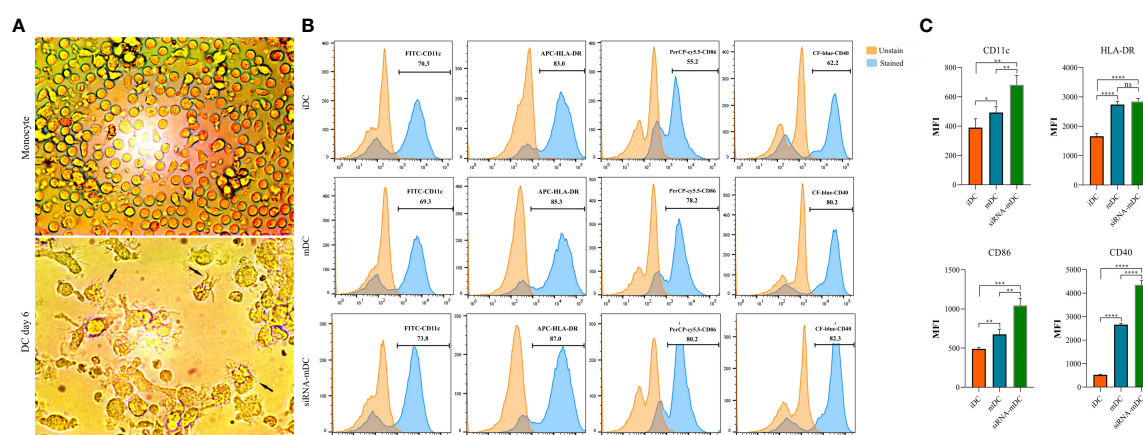 A
B
C
Monocyte
DC day 6
iDC
mDC
siRNA-mDC
FITC-CD11c
70.3
APC-HLA-DR
83.0
PerCP-cy5.5-CD86
55.2
CF-blue-CD40
62.2
FITC-CD11c
69.3
APC-HLA-DR
85.3
PerCP-cy5.5-CD86
78.2
CF-blue-CD40
80.2
FITC-CD11c
73.8
APC-HLA-DR
87.0
PerCP-cy5.5-CD86
80.2
CF-blue-CD40
82.3
Unstain
Stained
CD11c
MFI
800
600
400
200
0
**
**
*
iDC
mDC
siRNA-mDC
HLA-DR
MFI
4000
3000
2000
1000
0
****
ns
****
iDC
mDC
siRNA-mDC
CD86
MFI
1500
1000
500
0
***
**
**
iDC
mDC
siRNA-mDC
CD40
MFI
5000
4000
3000
2000
1000
0
****
****
****
iDC
mDC
siRNA-mDC